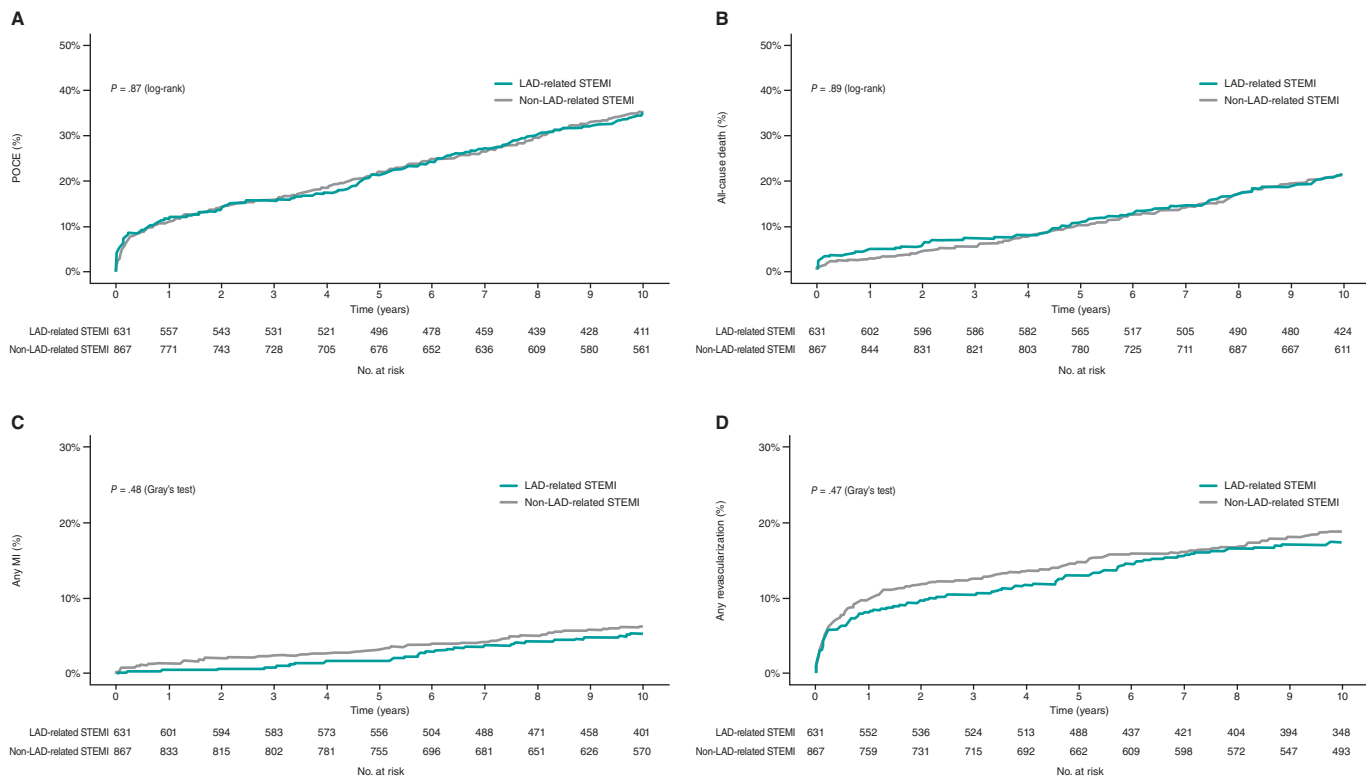 A
50%
40%
30%
20%
10%
0%
POCE (%)
P = .87 (log-rank)
LAD-related STEMI
Non-LAD-related STEMI
0 1 2 3 4 5 6 7 8 9 10
Time (years)
LAD-related STEMI 631 557 543 531 521 496 478 459 439 428 411
Non-LAD-related STEMI 867 771 743 728 705 676 652 636 609 580 561
No. at risk
B
50%
40%
30%
20%
10%
0%
All-cause death (%)
P = .89 (log-rank)
LAD-related STEMI
Non-LAD-related STEMI
0 1 2 3 4 5 6 7 8 9 10
Time (years)
LAD-related STEMI 631 602 596 586 582 565 517 505 490 480 424
Non-LAD-related STEMI 867 844 831 821 803 780 725 711 687 667 611
No. at risk
C
30%
20%
10%
0%
Any MI (%)
P = .48 (Gray's test)
LAD-related STEMI
Non-LAD-related STEMI
0 1 2 3 4 5 6 7 8 9 10
Time (years)
LAD-related STEMI 631 601 594 583 573 556 504 488 471 458 401
Non-LAD-related STEMI 867 833 815 802 781 755 696 681 651 626 570
No. at risk
D
30%
20%
10%
0%
Any revascularization (%)
P = .47 (Gray's test)
LAD-related STEMI
Non-LAD-related STEMI
0 1 2 3 4 5 6 7 8 9 10
Time (years)
LAD-related STEMI 631 552 536 524 513 488 437 421 404 394 348
Non-LAD-related STEMI 867 759 731 715 692 662 609 598 572 547 493
No. at risk